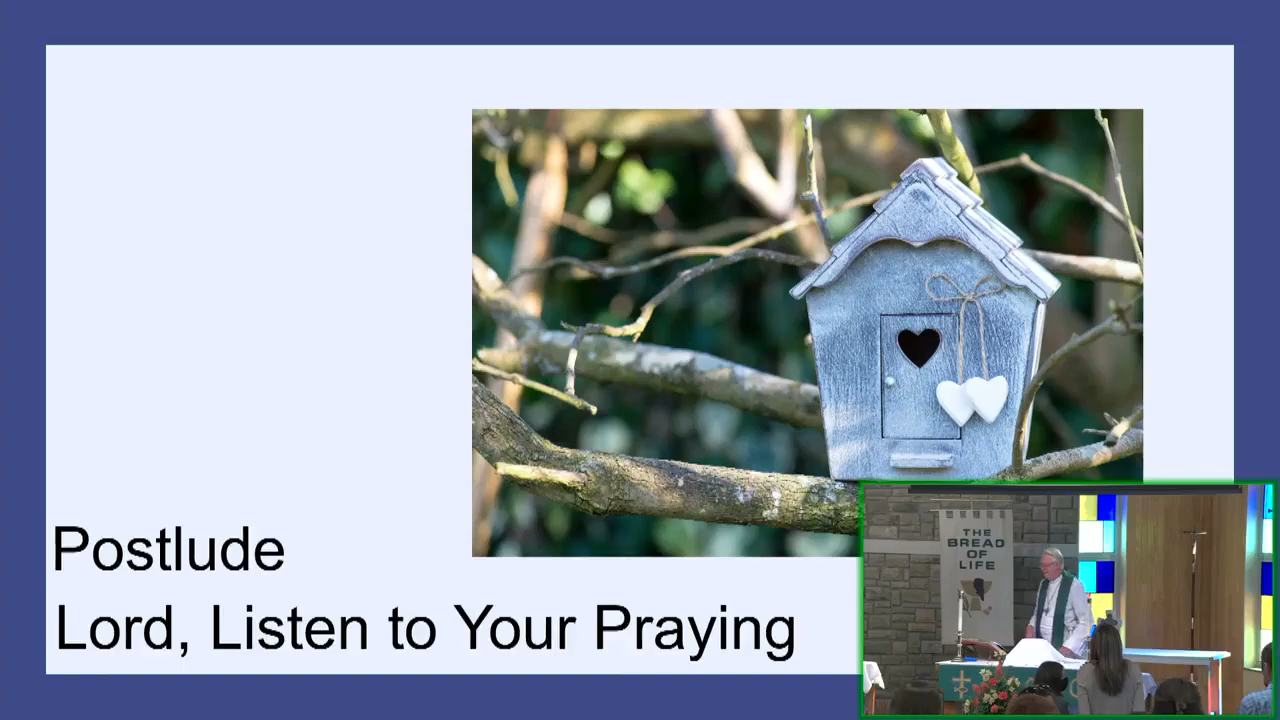 Postlude
Lord, Listen to Your Praying
THE
BREAD
OF
LIFE